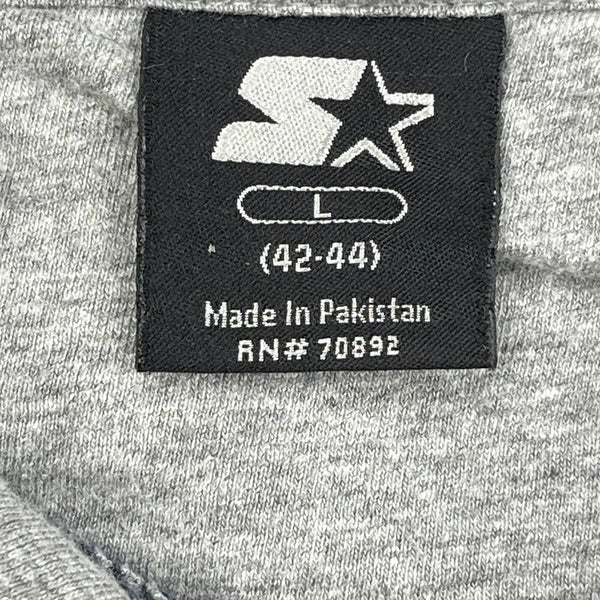 L
(42-44)
Made In Pakistan
RN# 70892